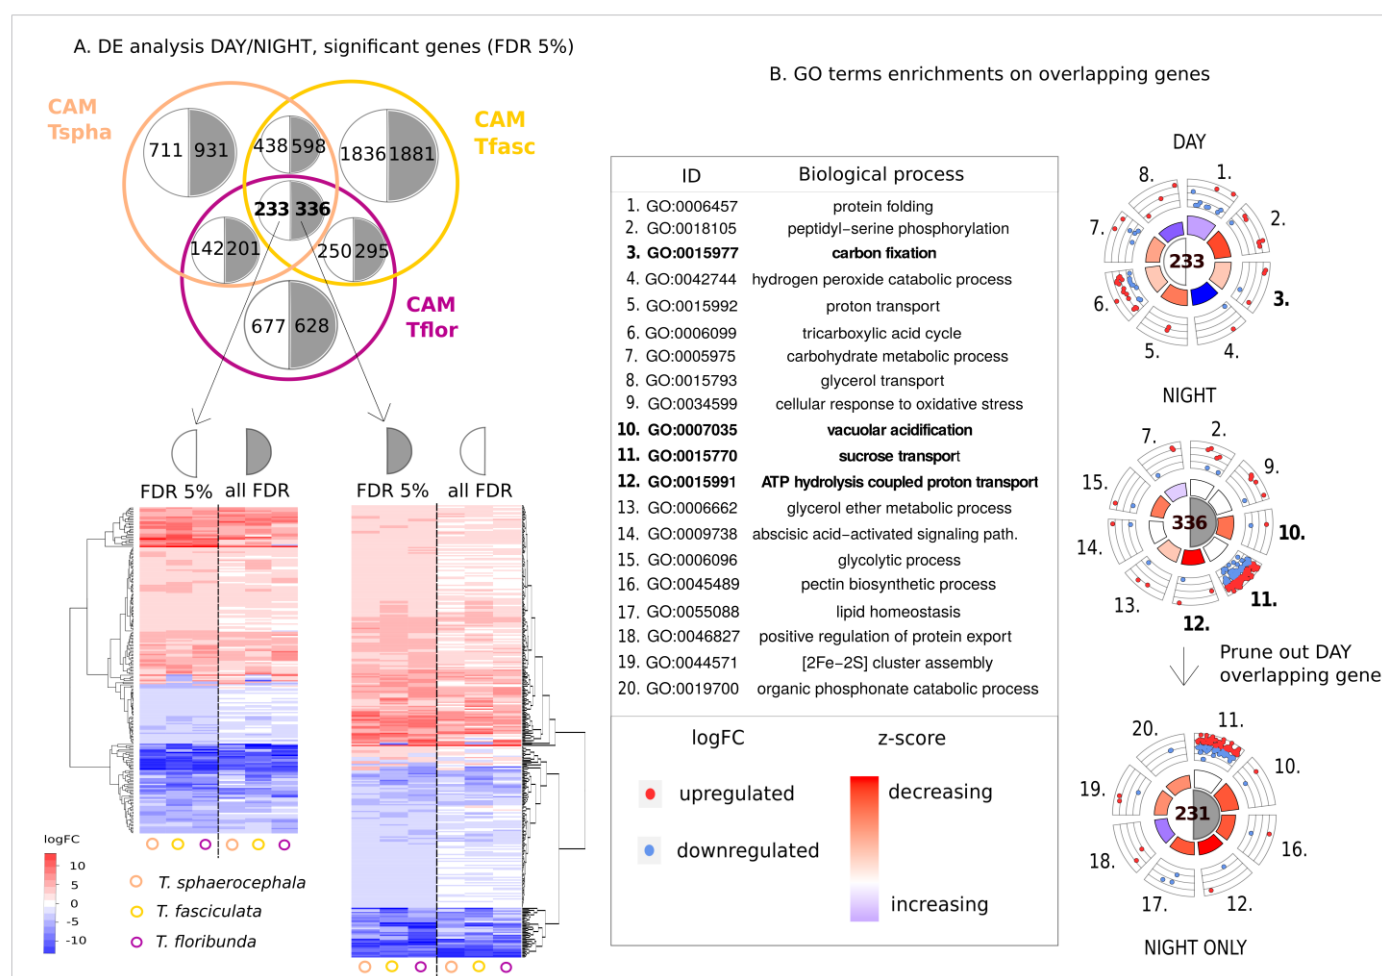 A. DE analysis DAY/NIGHT, significant genes (FDR 5%)
CAM
Tspha
CAM
Tfasc
711 931
438 598
1836 1881
233 336
142 201
250 295
CAM
Tflor
677 628
FDR 5% all FDR
FDR 5% all FDR
logFC
10
5
0
-5
-10
T. sphaerocephala
T. fasciculata
T. floribunda
B. GO terms enrichments on overlapping genes
ID Biological process
1. GO:0006457 protein folding
2. GO:0018105 peptidyl−serine phosphorylation
3. GO:0015977 carbon fixation
4. GO:0042744 hydrogen peroxide catabolic process
5. GO:0015992 proton transport
6. GO:0006099 tricarboxylic acid cycle
7. GO:0005975 carbohydrate metabolic process
8. GO:0015793 glycerol transport
9. GO:0034599 cellular response to oxidative stress
10. GO:0007035 vacuolar acidification
11. GO:0015770 sucrose transport
12. GO:0015991 ATP hydrolysis coupled proton transport
13. GO:0006662 glycerol ether metabolic process
14. GO:0009738 abscisic acid−activated signaling path.
15. GO:0006096 glycolytic process
16. GO:0045489 pectin biosynthetic process
17. GO:0055088 lipid homeostasis
18. GO:0046827 positive regulation of protein export
19. GO:0044571 [2Fe−2S] cluster assembly
20. GO:0019700 organic phosphonate catabolic process
logFC
upregulated
downregulated
z-score
decreasing
increasing
DAY
8. 1.
7. 2.
233
6. 3.
5. 4.
NIGHT
7. 2.
15. 9.
336
14. 10.
13. 11.
12.
Prune out DAY
overlapping gene
11.
20. 10.
19.
231
18. 16.
17. 12.
NIGHT ONLY